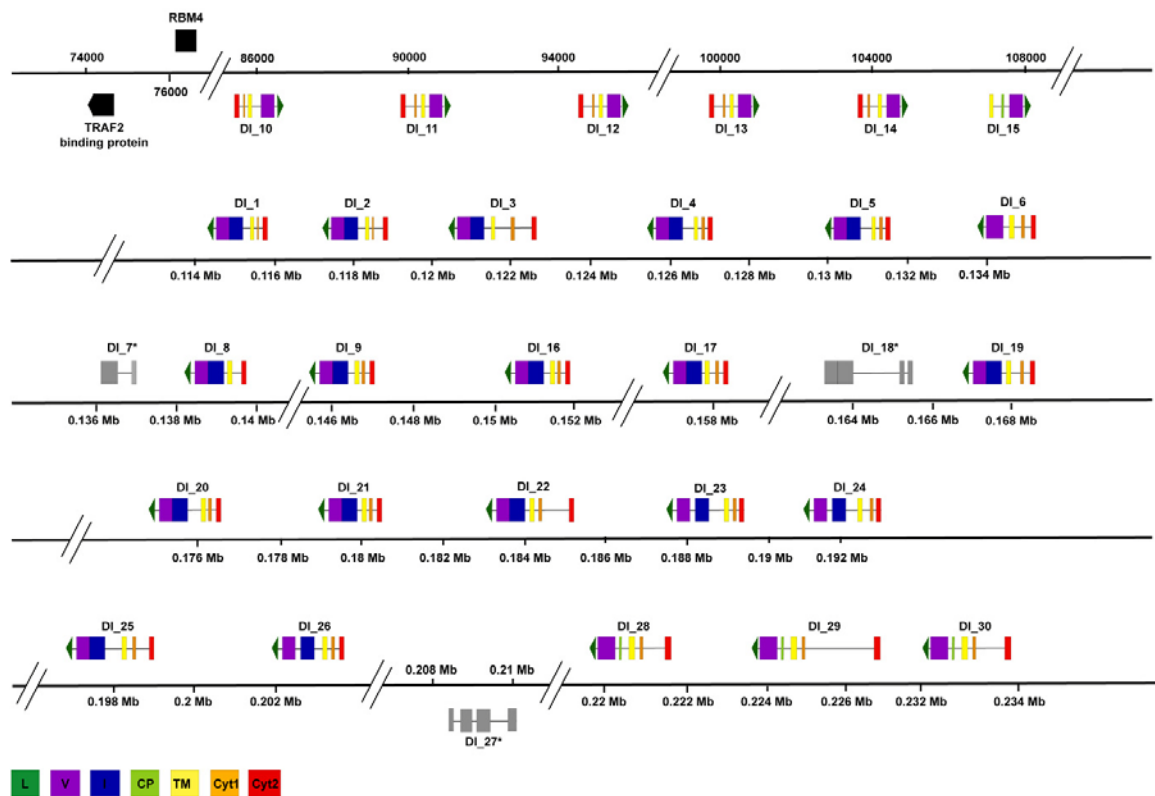 RBM4
74000 86000 90000 94000 100000 104000 108000
76000
TRAF2
binding protein
DI_10 DI_11 DI_12 DI_13 DI_14 DI_15
DI_1 DI_2 DI_3 DI_4 DI_5 DI_6
0.114 Mb 0.116 Mb 0.118 Mb 0.12 Mb 0.122 Mb 0.124 Mb 0.126 Mb 0.128 Mb 0.13 Mb 0.132 Mb 0.134 Mb
DI_7* DI_8 DI_9 DI_16 DI_17 DI_18* DI_19
0.136 Mb 0.138 Mb 0.14 Mb 0.146 Mb 0.148 Mb 0.15 Mb 0.152 Mb 0.158 Mb 0.164 Mb 0.166 Mb 0.168 Mb
DI_20 DI_21 DI_22 DI_23 DI_24
0.176 Mb 0.178 Mb 0.18 Mb 0.182 Mb 0.184 Mb 0.186 Mb 0.188 Mb 0.19 Mb 0.192 Mb
DI_25 DI_26 DI_28 DI_29 DI_30
0.208 Mb 0.21 Mb
0.198 Mb 0.2 Mb 0.202 Mb 0.22 Mb 0.222 Mb 0.224 Mb 0.226 Mb 0.232 Mb 0.234 Mb
DI_27*
L V I CP TM Cyt1 Cyt2